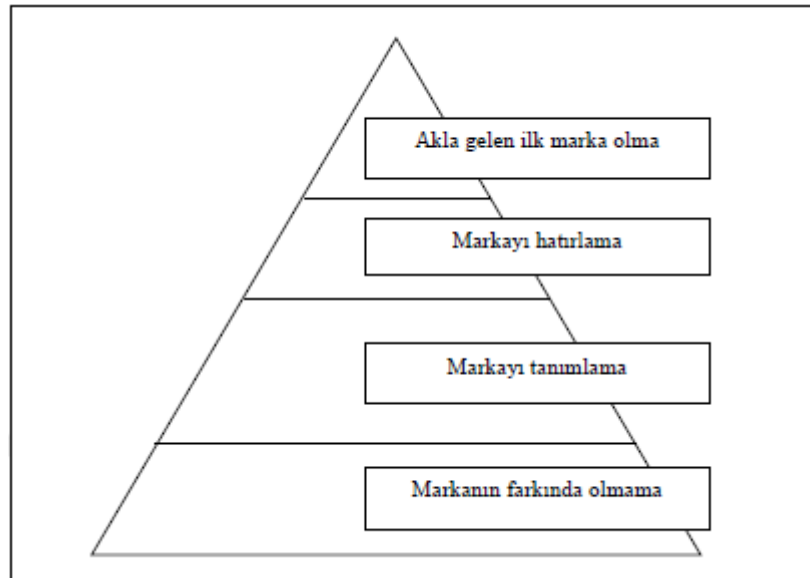 Akla gelen ilk marka olma
Markayı hatırlama
Markayı tanımlama
Markanın farkında olmama